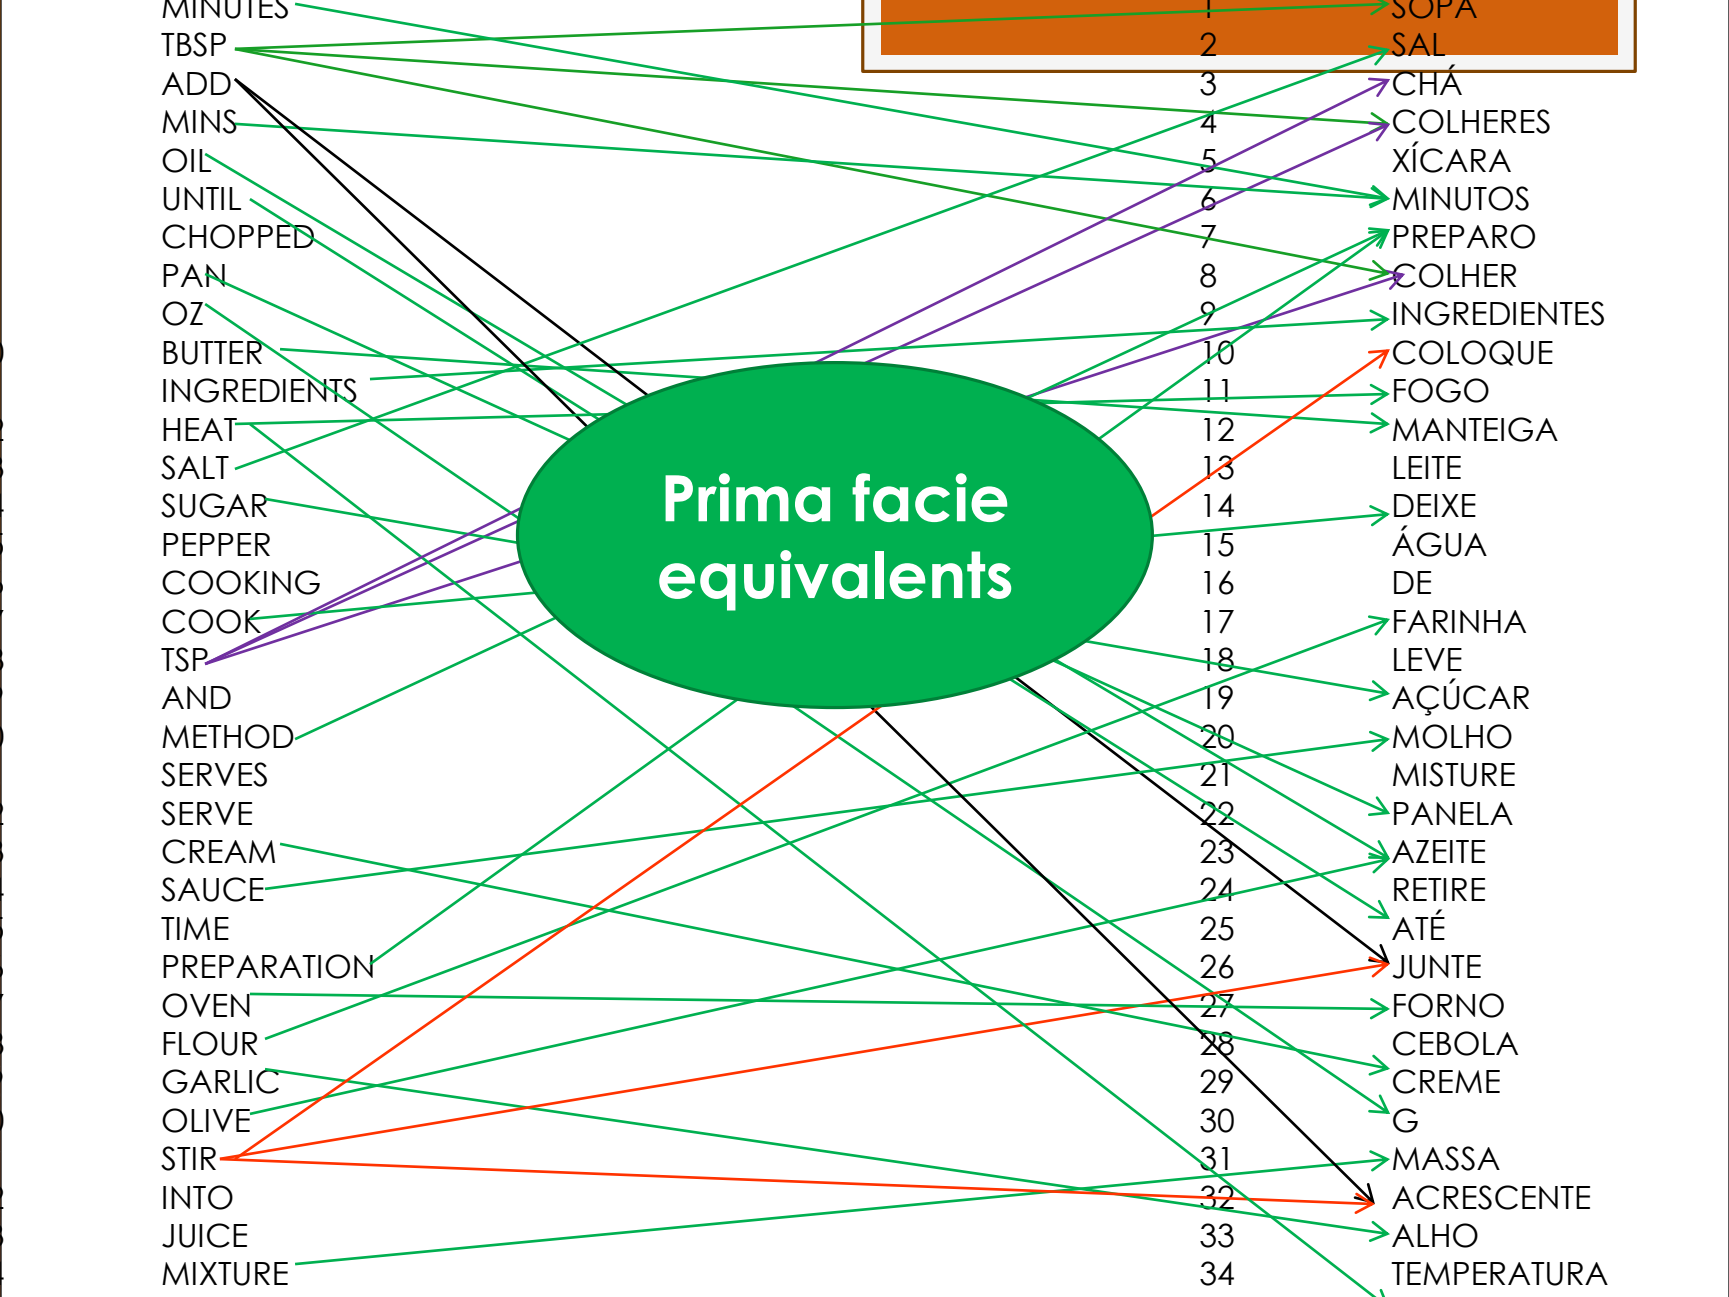 MINUTES 1 SOPA
TBSP 2 SAL
ADD 3 CHÁ
MINS 4 COLHERES
OIL 5 XÍCARA
UNTIL 6 MINUTOS
CHOPPED 7 PREPARO
PAN 8 COLHER
OZ 9 INGREDIENTES
BUTTER 10 COLOQUE
INGREDIENTS 11 FOGO
HEAT 12 MANTEIGA
SALT 13 LEITE
SUGAR 14 DEIXE
PEPPER 15 ÁGUA
COOKING 16 DE
COOK 17 FARINHA
TSP 18 LEVE
AND 19 AÇÚCAR
METHOD 20 MOLHO
SERVES 21 MISTURE
SERVE 22 PANELA
CREAM 23 AZEITE
SAUCE 24 RETIRE
TIME 25 ATÉ
PREPARATION 26 JUNTE
OVEN 27 FORNO
FLOUR 28 CEBOLA
GARLIC 29 CREME
OLIVE 30 G
STIR 31 MASSA
INTO 32 ACRESCENTE
JUICE 33 ALHO
MIXTURE 34 TEMPERATURA
Prima facie
equivalents